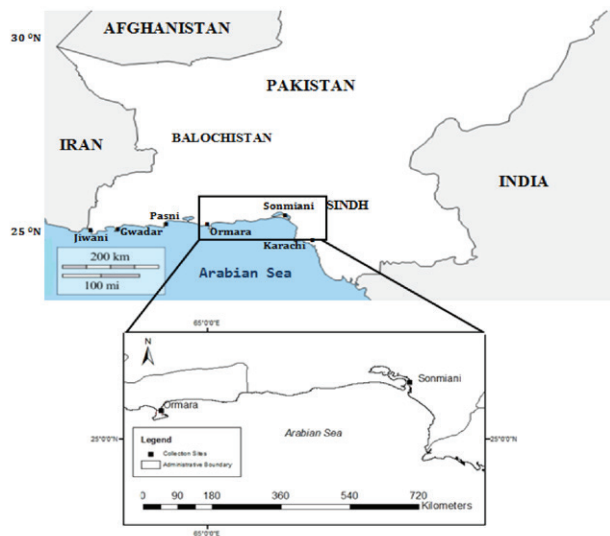 30 ⁰N
AFGHANISTAN
PAKISTAN
IRAN
BALOCHISTAN
INDIA
Sonmiani
SINDH
Pasni
25 ⁰N
Jiwani
Gwadar
Ormara
Karachi
200 km
100 mi
Arabian Sea
65°0'0"E
N
Sonmiani
Ormara
25°0'0"N
Arabian Sea
25°0'0"N
Legend
Collection Sites
Administrative Boundary
0 90 180 360 540 720
Kilometers
65°0'0"E